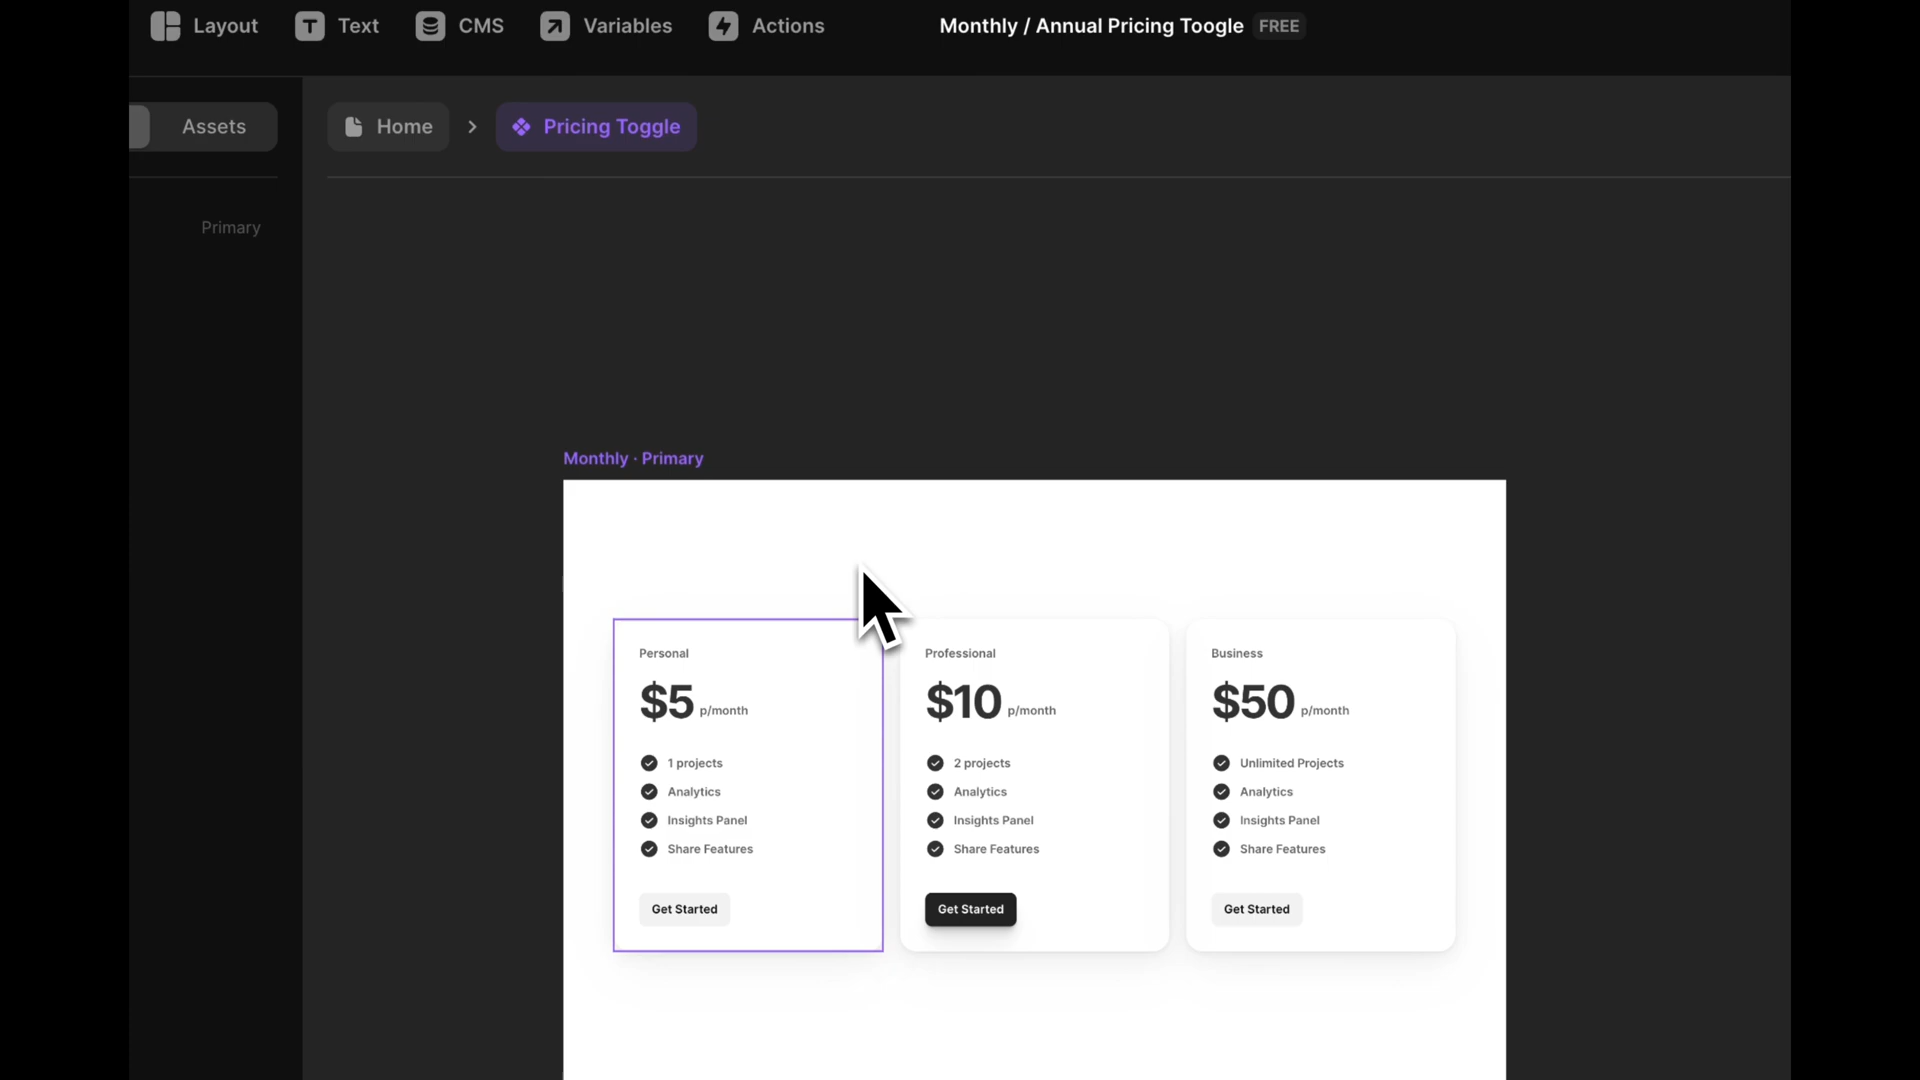 Layout Text CMS Variables Actions Monthly / Annual Pricing Toogle FREE
Assets Home Pricing Toggle
Primary
Monthly · Primary
Personal
$5 p/month
1 projects
Analytics
Insights Panel
Share Features
Get Started
Professional
$10 p/month
2 projects
Analytics
Insights Panel
Share Features
Get Started
Business
$50 p/month
Unlimited Projects
Analytics
Insights Panel
Share Features
Get Started